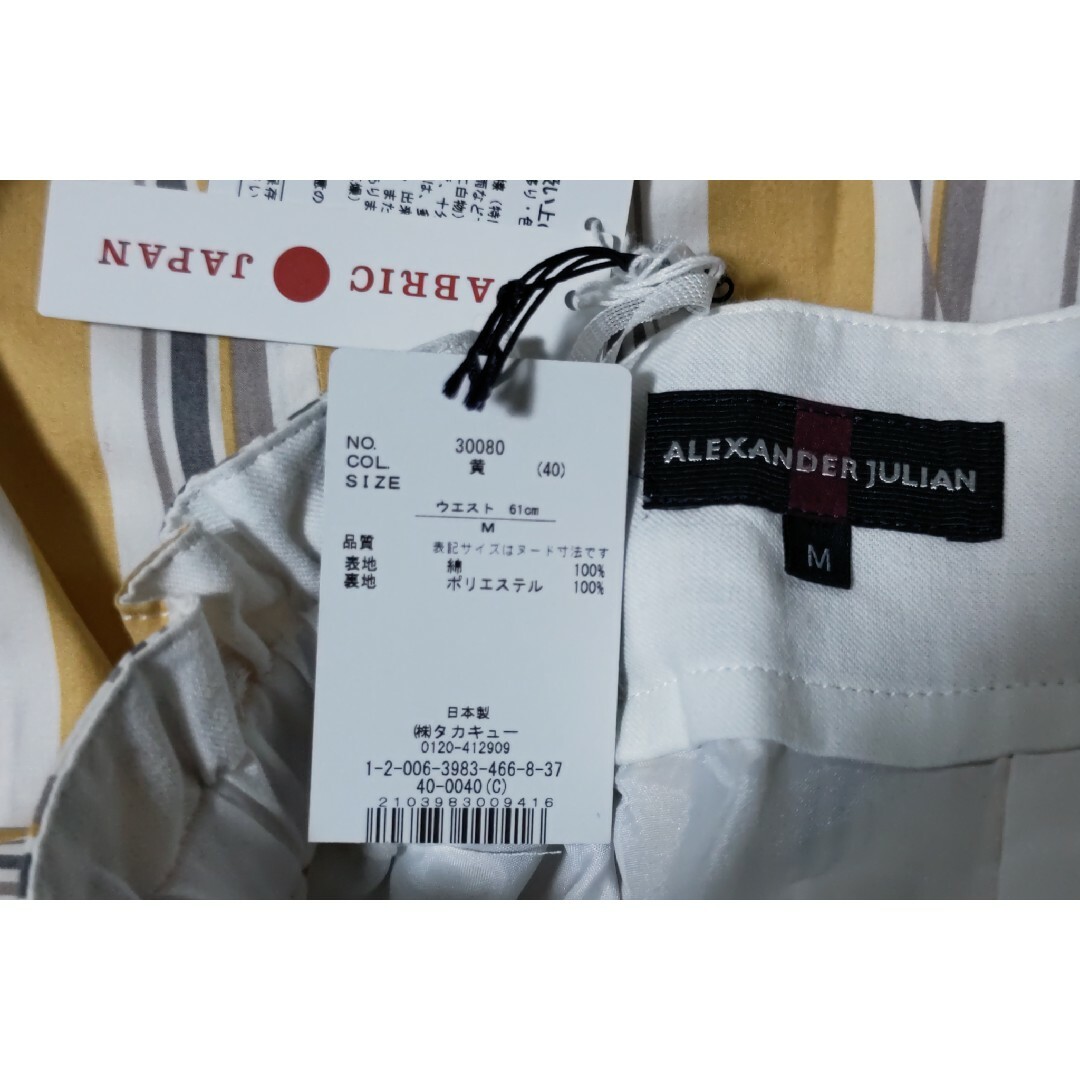 ABRIC JAPAN
NO. 30080
COL. 黄 (40)
SIZE
ウエスト 61cm
M
品質 表記サイズはヌード寸法です
表地 綿 100%
裏地 ポリエステル 100%
日本製
㈱タカキュー
0120-412909
1-2-006-3983-466-8-37
40-0040(C)
2103983009416
ALEXANDER JULIAN
M